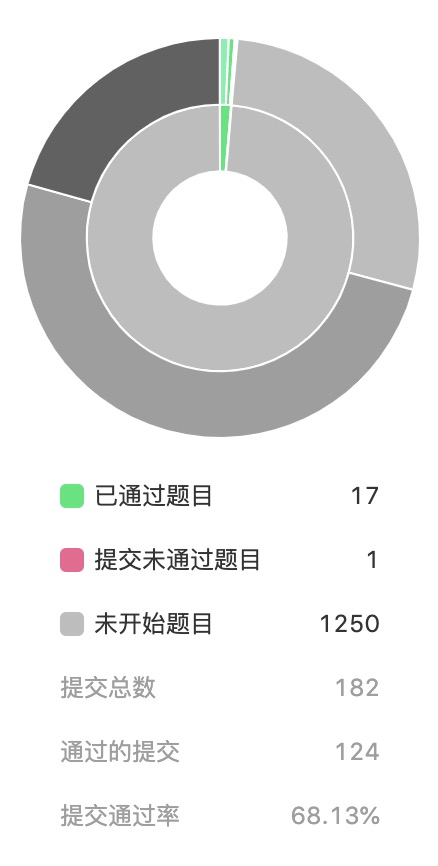 已通过题目 17
提交未通过题目 1
未开始题目 1250
提交总数 182
通过的提交 124
提交通过率 68.13%